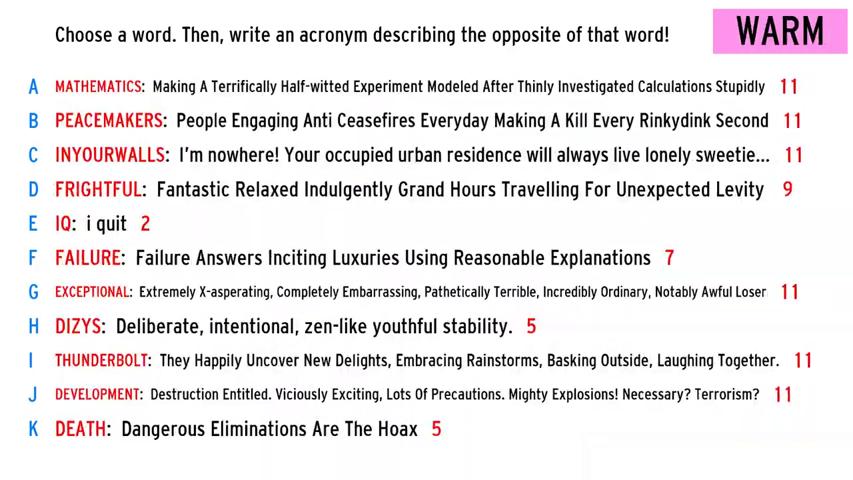 Choose a word. Then, write an acronym describing the opposite of that word!
WARM
A MATHEMATICS: Making A Terrifically Half-witted Experiment Modeled After Thinly Investigated Calculations Stupidly 11
B PEACEMAKERS: People Engaging Anti Ceasefires Everyday Making A Kill Every Rinkydink Second 11
C INYOURWALLS: I'm nowhere! Your occupied urban residence will always live lonely sweetie... 11
D FRIGHTFUL: Fantastic Relaxed Indulgently Grand Hours Travelling For Unexpected Levity 9
E IQ: i quit 2
F FAILURE: Failure Answers Inciting Luxuries Using Reasonable Explanations 7
G EXCEPTIONAL: Extremely X-asperating, Completely Embarrassing, Pathetically Terrible, Incredibly Ordinary, Notably Awful Loser 11
H DIZYS: Deliberate, intentional, zen-like youthful stability. 5
I THUNDERBOLT: They Happily Uncover New Delights, Embracing Rainstorms, Basking Outside, Laughing Together. 11
J DEVELOPMENT: Destruction Entitled. Viciously Exciting, Lots Of Precautions. Mighty Explosions! Necessary? Terrorism? 11
K DEATH: Dangerous Eliminations Are The Hoax 5